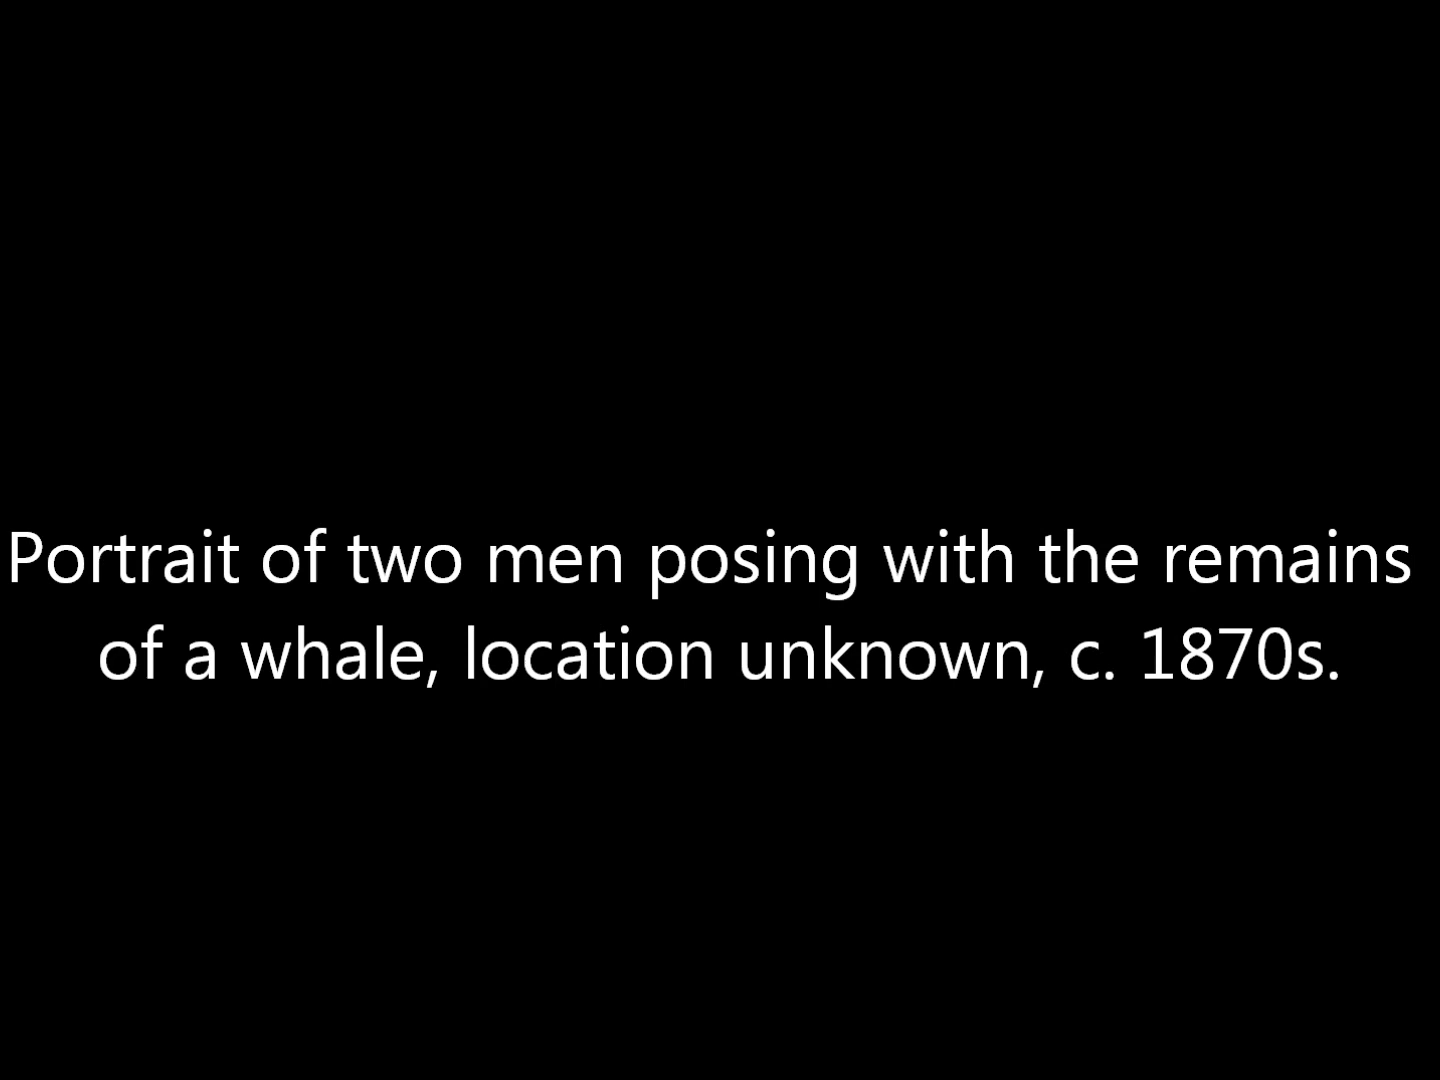 Portrait of two men posing with the remains
of a whale, location unknown, c. 1870s.